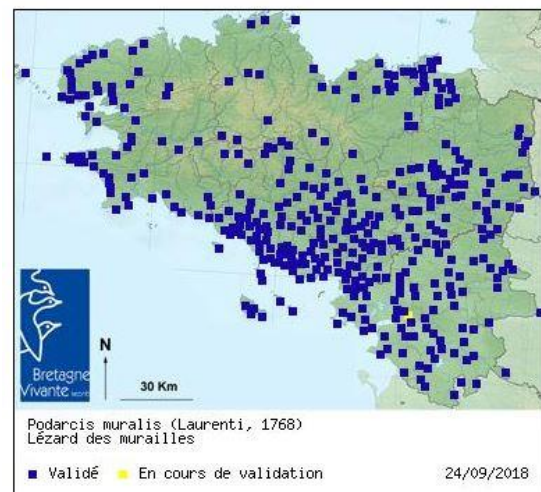 Bretagne
Vivante
N
30 Km
Podarcis muralis (Laurenti, 1768)
Lézard des murailles
Validé
En cours de validation
24/09/2018